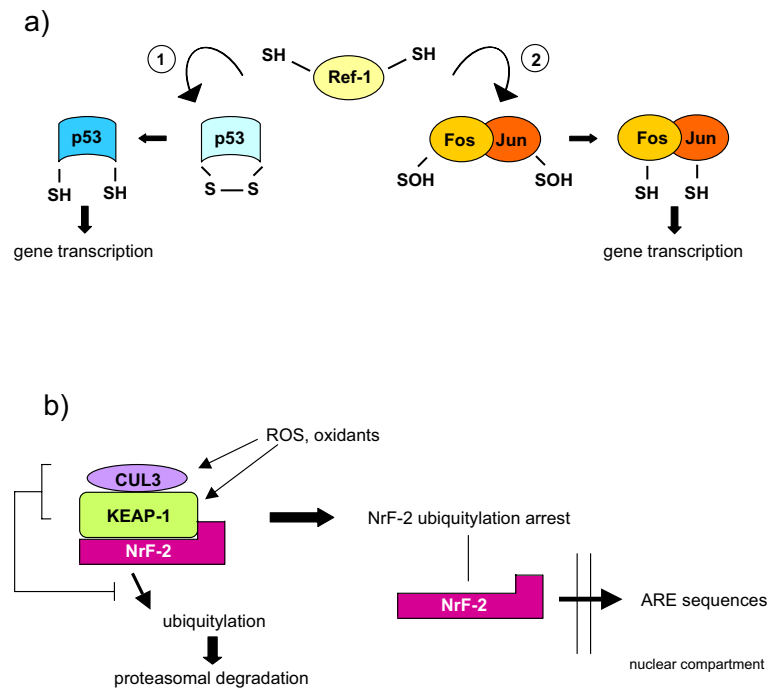 a)
1
SH
Ref-1
SH
2
p53
p53
Fos
Jun
Fos
Jun
SH
SH
S
S
SOH
SOH
SH
SH
gene transcription
gene transcription
b)
ROS, oxidants
CUL3
KEAP-1
NrF-2
NrF-2 ubiquitylation arrest
NrF-2
ARE sequences
ubiquitylation
nuclear compartment
proteasomal degradation